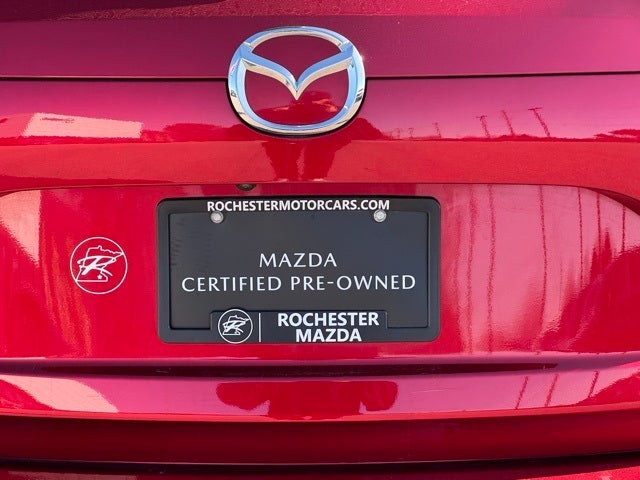 ROCHESTERMOTORCARS.COM
MAZDA
CERTIFIED PRE-OWNED
ROCHESTER
MAZDA